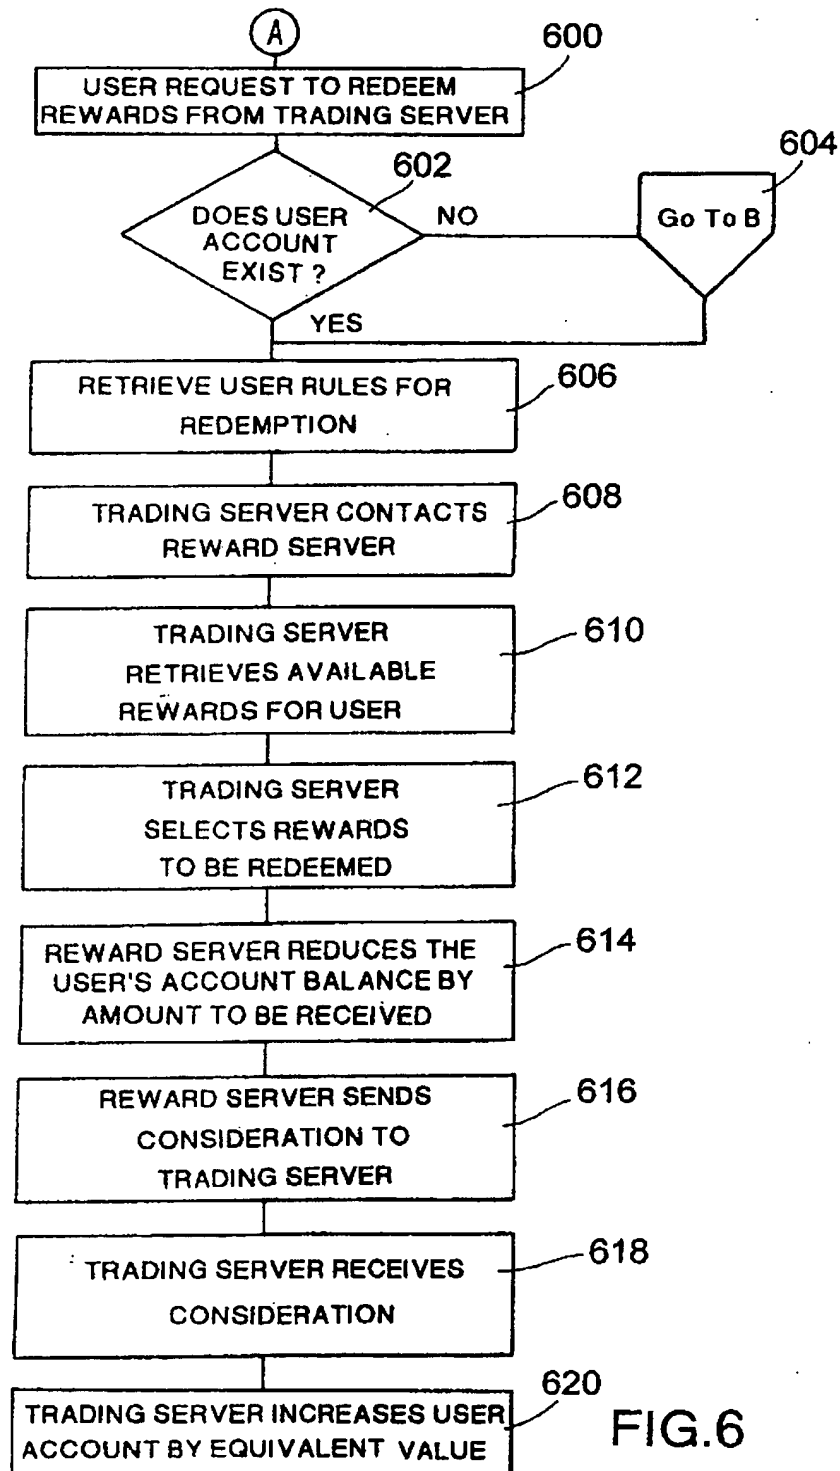 A
600
USER REQUEST TO REDEEM
REWARDS FROM TRADING SERVER
602
604
DOES USER
ACCOUNT
EXIST ?
NO
Go To B
YES
606
RETRIEVE USER RULES FOR
REDEMPTION
608
TRADING SERVER CONTACTS
REWARD SERVER
610
TRADING SERVER
RETRIEVES AVAILABLE
REWARDS FOR USER
612
TRADING SERVER
SELECTS REWARDS
TO BE REDEEMED
614
REWARD SERVER REDUCES THE
USER'S ACCOUNT BALANCE BY
AMOUNT TO BE RECEIVED
616
REWARD SERVER SENDS
CONSIDERATION TO
TRADING SERVER
618
TRADING SERVER RECEIVES
CONSIDERATION
620
TRADING SERVER INCREASES USER
ACCOUNT BY EQUIVALENT VALUE
FIG.6